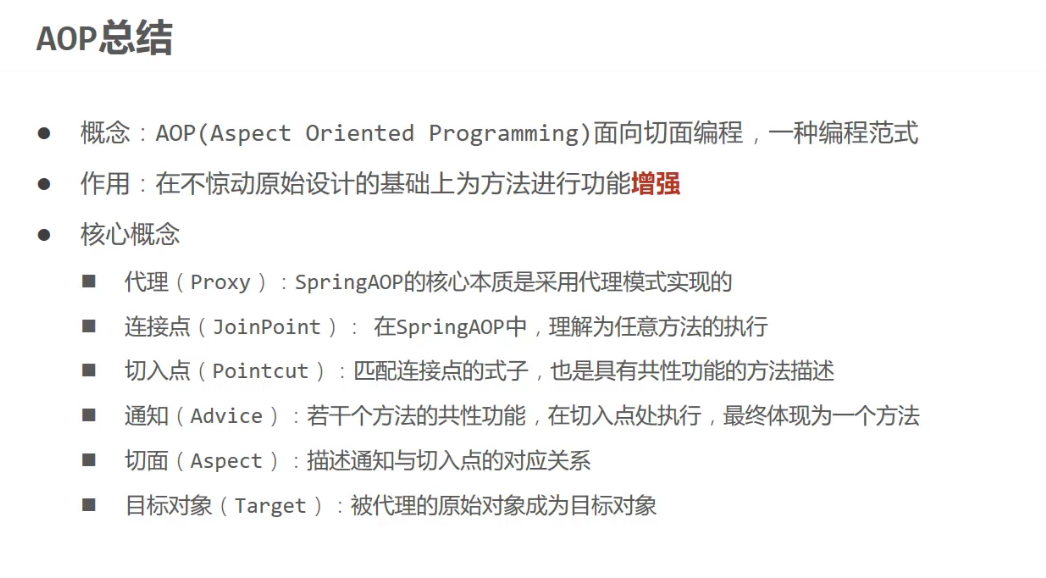 AOP总结
● 概念：AOP(Aspect Oriented Programming)面向切面编程，一种编程范式
● 作用：在不惊动原始设计的基础上为方法进行功能增强
● 核心概念
■ 代理（Proxy）：SpringAOP的核心本质是采用代理模式实现的
■ 连接点（JoinPoint）： 在SpringAOP中，理解为任意方法的执行
■ 切入点（Pointcut）：匹配连接点的式子，也是具有共性功能的方法描述
■ 通知（Advice）：若干个方法的共性功能，在切入点处执行，最终体现为一个方法
■ 切面（Aspect）：描述通知与切入点的对应关系
■ 目标对象（Target）：被代理的原始对象成为目标对象